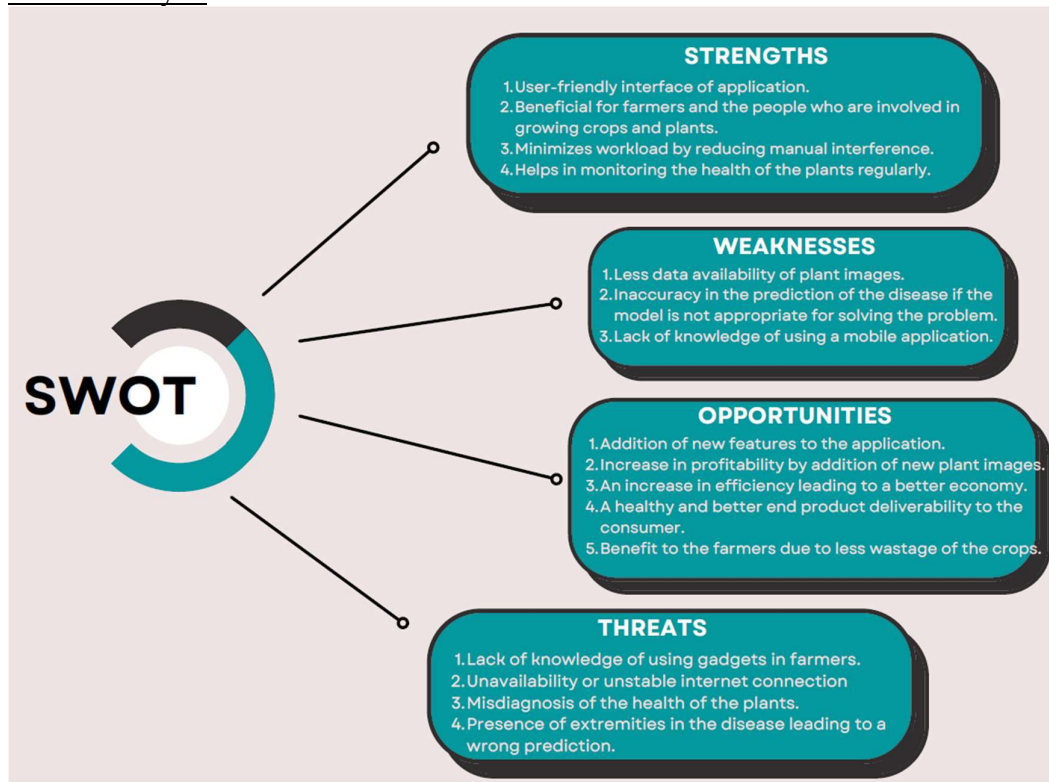 STRENGTHS
1.User-friendly interface of application.
2.Beneficial for farmers and the people who are involved in
growing crops and plants.
3.Minimizes workload by reducing manual interference.
4.Helps in monitoring the health of the plants regularly.
WEAKNESSES
1.Less data availability of plant images.
2.Inaccuracy in the prediction of the disease if the
model is not appropriate for solving the problem.
3.Lack of knowledge of using a mobile application.
SWOT
OPPORTUNITIES
1.Addition of new features to the application.
2.Increase in profitability by addition of new plant images.
3.An increase in efficiency leading to a better economy.
4.A healthy and better end product deliverability to the
consumer.
5.Benefit to the farmers due to less wastage of the crops.
THREATS
1.Lack of knowledge of using gadgets in farmers.
2.Unavailability or unstable internet connection
3.Misdiagnosis of the health of the plants.
4.Presence of extremities in the disease leading to a
wrong prediction.